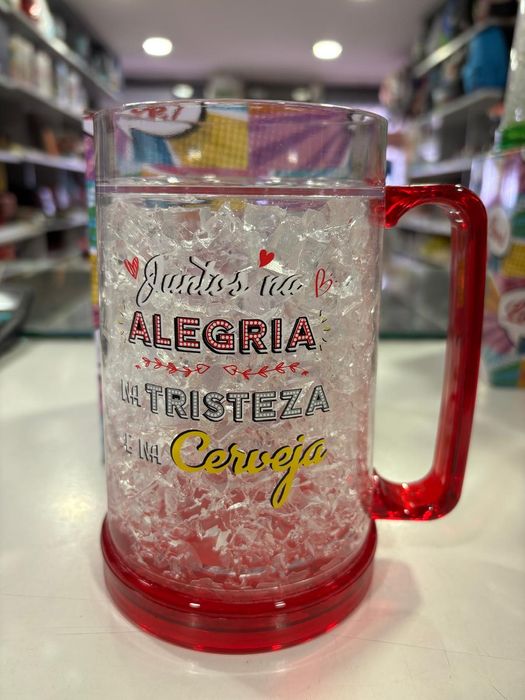 Juntos na
ALEGRIA
NA TRISTEZA
E NA Cerveja